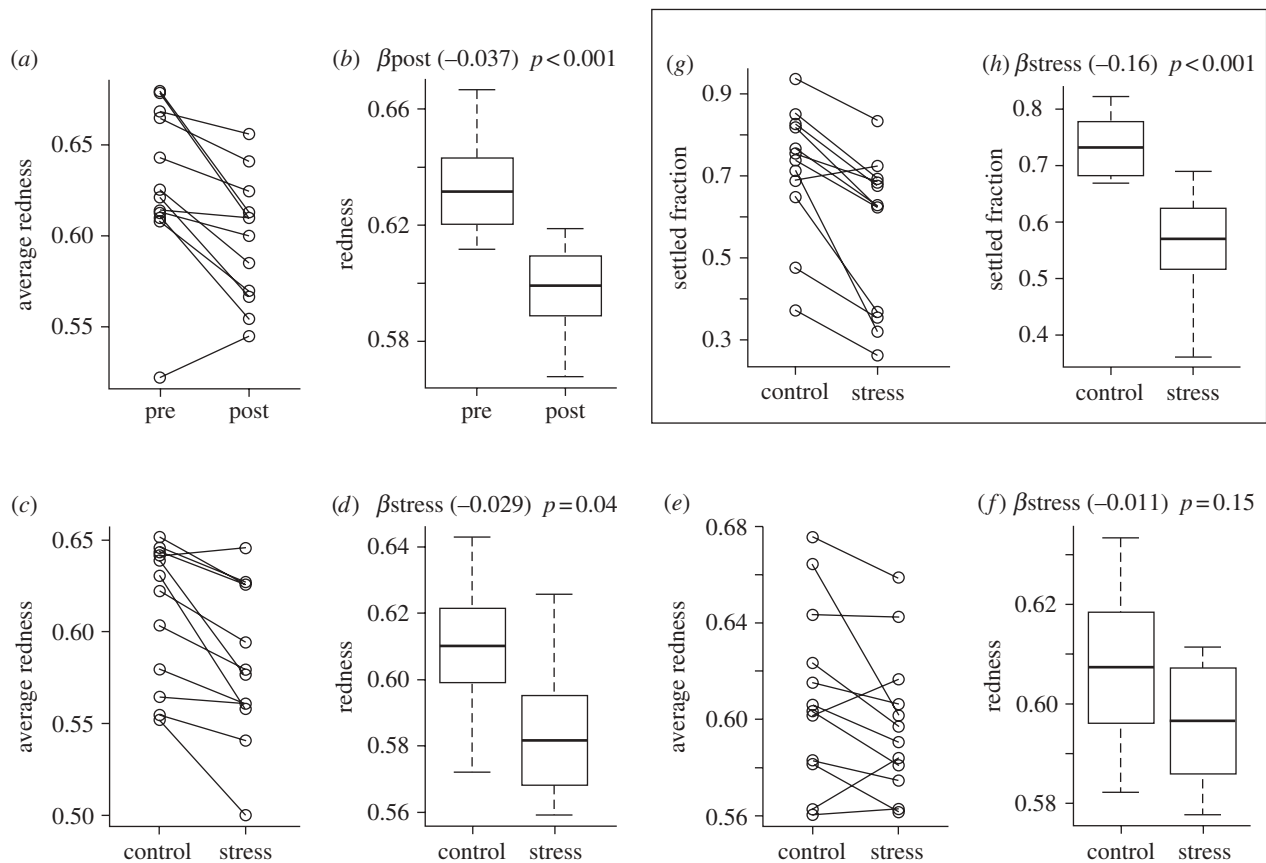 (a)
average redness
0.65
0.60
0.55
pre post
(b) βpost (–0.037) p < 0.001
redness
0.66
0.62
0.58
pre post
(g)
settled fraction
0.9
0.7
0.9
0.3
control stress
(h) βstress (–0.16) p < 0.001
settled fraction
0.8
0.7
0.6
0.5
0.4
control stress
(c)
average redness
0.65
0.60
0.55
0.50
control stress
(d) βstress (–0.029) p = 0.04
redness
0.64
0.62
0.60
0.58
0.56
control stress
(e)
average redness
0.68
0.64
0.60
0.56
control stress
(f) βstress (–0.011) p = 0.15
redness
0.62
0.60
0.58
control stress